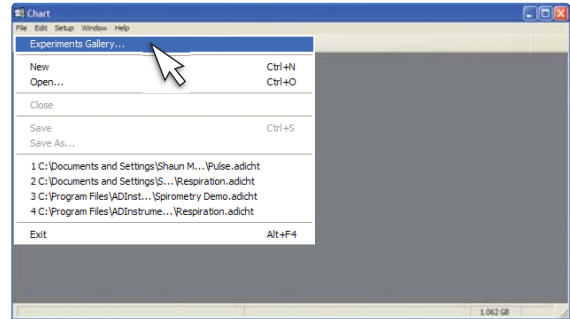 Chart
File Edit Setup Window Help
Experiments Gallery...
New Ctrl+N
Open... Ctrl+O
Close
Save Ctrl+S
Save As...
1 C:\Documents and Settings\Shaun M...\Pulse.adicht
2 C:\Documents and Settings\S...\Respiration.adicht
3 C:\Program Files\ADInst...\Spirometry Demo.adicht
4 C:\Program Files\ADInstrume...\Respiration.adicht
Exit Alt+F4
1.062 GB